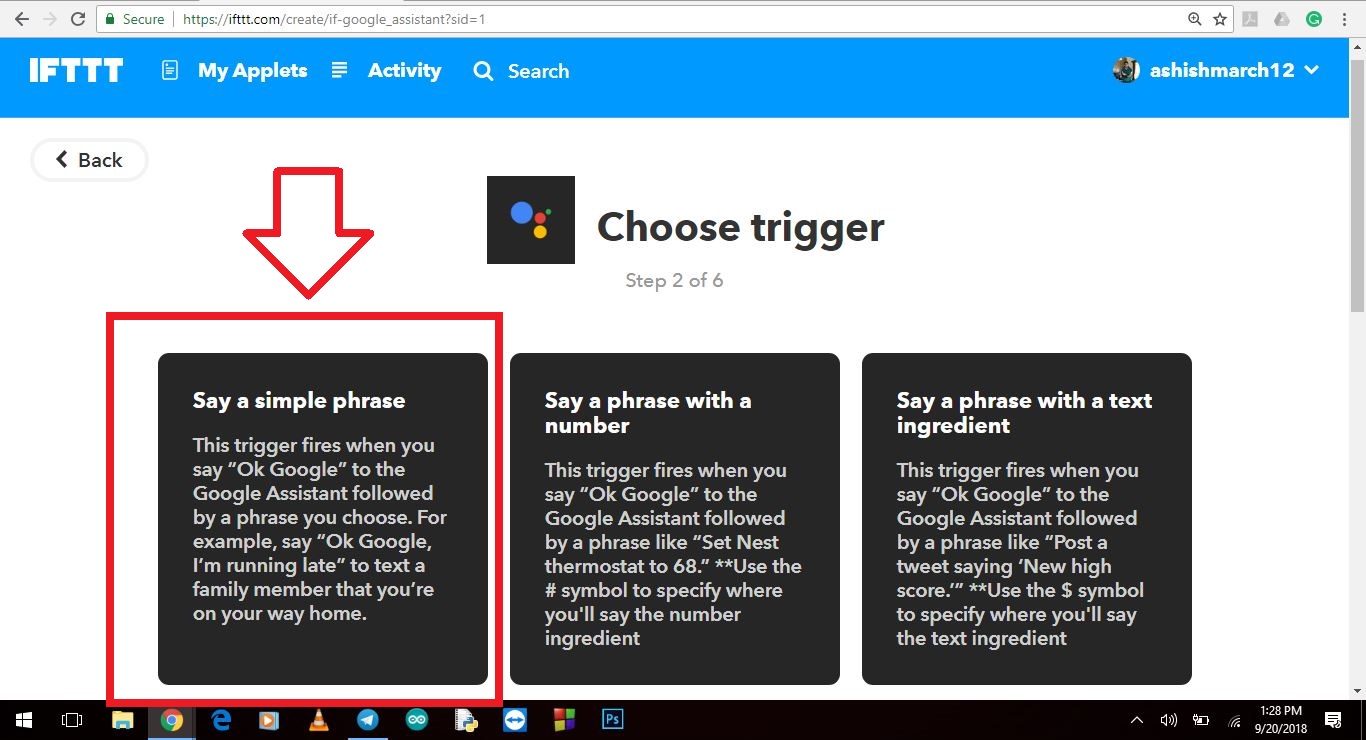 Secure
https://ifttt.com/create/if-google_assistant?sid=1
IFTTT
My Applets
Activity
Search
ashishmarch12
Back
Choose trigger
Step 2 of 6
Say a simple phrase
This trigger fires when you
say “Ok Google” to the
Google Assistant followed
by a phrase you choose. For
example, say “Ok Google,
I’m running late” to text a
family member that you’re
on your way home.
Say a phrase with a
number
This trigger fires when you
say “Ok Google” to the
Google Assistant followed
by a phrase like “Set Nest
thermostat to 68.” **Use the
# symbol to specify where
you'll say the number
ingredient
Say a phrase with a text
ingredient
This trigger fires when you
say “Ok Google” to the
Google Assistant followed
by a phrase like “Post a
tweet saying ‘New high
score.’” **Use the $ symbol
to specify where you'll say
the text ingredient
Ps
1:28 PM
9/20/2018